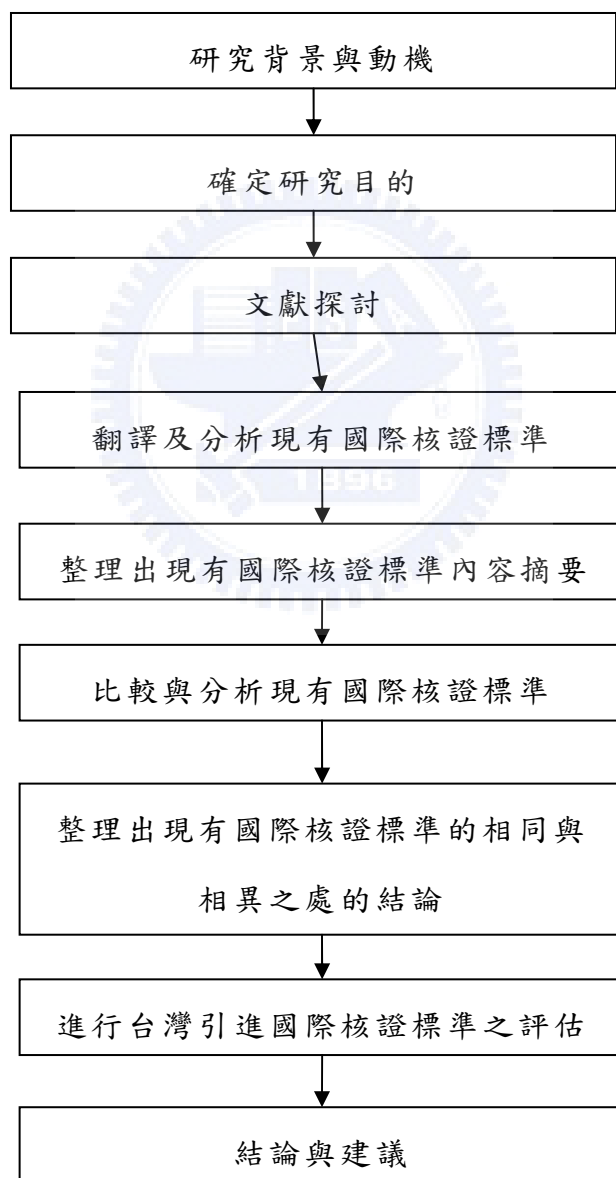 研究背景與動機
確定研究目的
文獻探討
翻譯及分析現有國際核證標準
1896
整理出現有國際核證標準內容摘要
比較與分析現有國際核證標準
整理出現有國際核證標準的相同與
相異之處的結論
進行台灣引進國際核證標準之評估
結論與建議